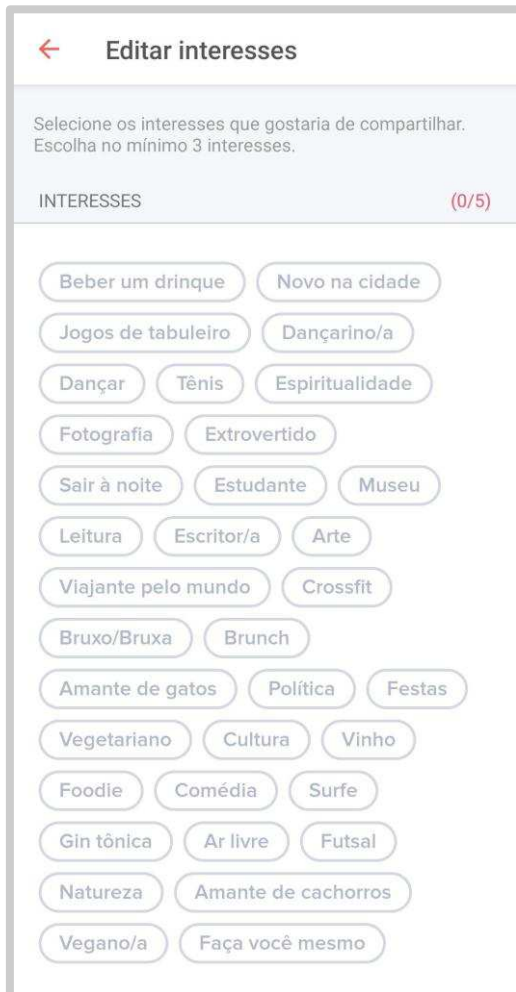 Editar interesses
Selecione os interesses que gostaria de compartilhar.
Escolha no mínimo 3 interesses.
INTERESSES (0/5)
Beber um drinque Novo na cidade
Jogos de tabuleiro Dançarino/a
Dançar Tênis Espiritualidade
Fotografia Extrovertido
Sair à noite Estudante Museu
Leitura Escritor/a Arte
Viajante pelo mundo Crossfit
Bruxo/Bruxa Brunch
Amante de gatos Política Festas
Vegetariano Cultura Vinho
Foodie Comédia Surfe
Gin tônica Ar livre Futsal
Natureza Amante de cachorros
Vegano/a Faça você mesmo